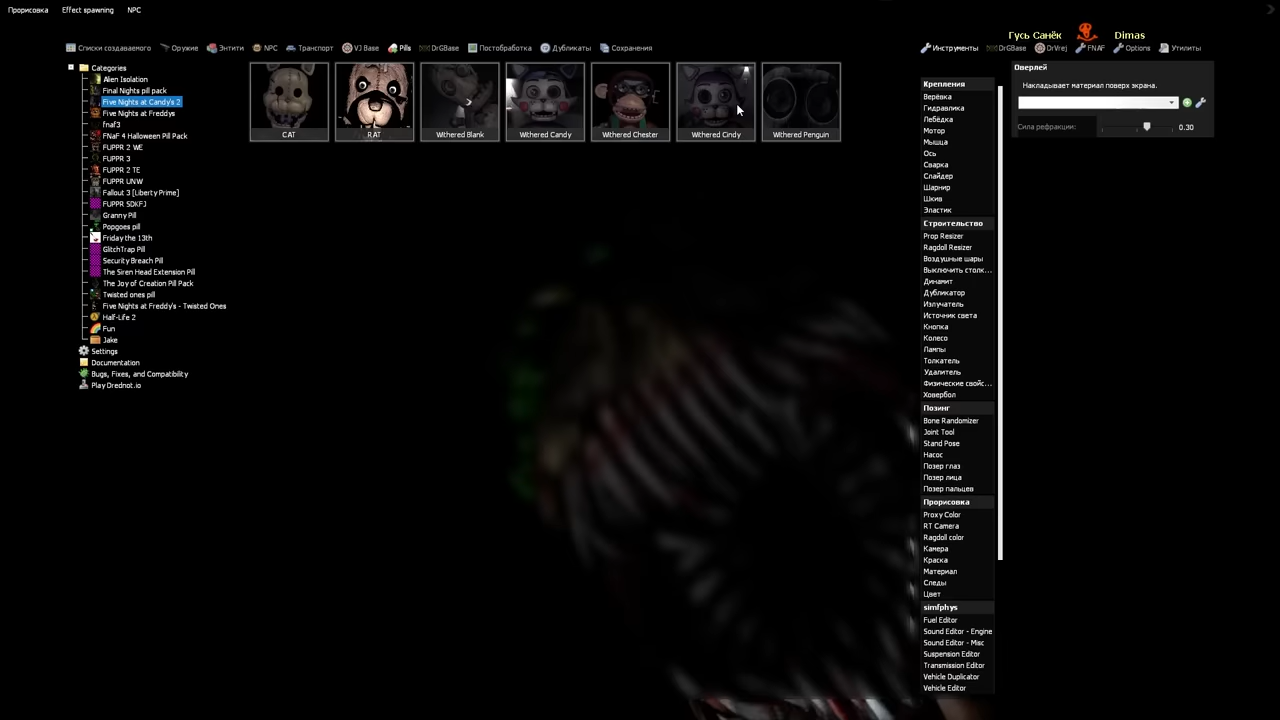 Прорисовка Effect spawning NPC
Гусь Санёк Dimas
Списки создаваемого Оружие Энтити NPC Транспорт VJ Base Pills DrGBase Постобработка Дубликаты Сохранения
Инструменты DrGBase DrVrej FNAF Options Утилиты
Categories
Alien Isolation
Final Nights pill pack
Five Nights at Candy's 2
Five Nights at Freddys
fnaf3
FNaF 4 Halloween Pill Pack
FUPPR 2 WE
FUPPR 3
FUPPR 2 TE
FUPPR UNW
Fallout 3 [Liberty Prime]
FUPPR SDKFJ
Granny Pill
Popgoes pill
Friday the 13th
GlitchTrap Pill
Security Breach Pill
The Siren Head Extension Pill
The Joy of Creation Pill Pack
Twisted ones pill
Five Nights at Freddy's - Twisted Ones
Half-Life 2
Fun
Jake
Settings
Documentation
Bugs, Fixes, and Compatibility
Play Drednot.io
CAT
RAT
Withered Blank
Withered Candy
Withered Chester
Withered Cindy
Withered Penguin
Крепления
Верёвка
Гидравлика
Лебёдка
Мотор
Мышца
Ось
Сварка
Слайдер
Шарнир
Шкив
Эластик
Строительство
Prop Resizer
Ragdoll Resizer
Воздушные шары
Выключить столк...
Динамит
Дубликатор
Излучатель
Источник света
Кнопка
Колесо
Лампы
Толкатель
Удалитель
Физические свойс...
Ховербол
Позинг
Bone Randomizer
Joint Tool
Stand Pose
Насос
Позер глаз
Позер лица
Позер пальцев
Прорисовка
Proxy Color
RT Camera
Ragdoll color
Камера
Краска
Материал
Следы
Цвет
simfphys
Fuel Editor
Sound Editor - Engine
Sound Editor - Misc
Suspension Editor
Transmission Editor
Vehicle Duplicator
Vehicle Editor
Оверлей
Накладывает материал поверх экрана.
Сила рефракции: 0.30